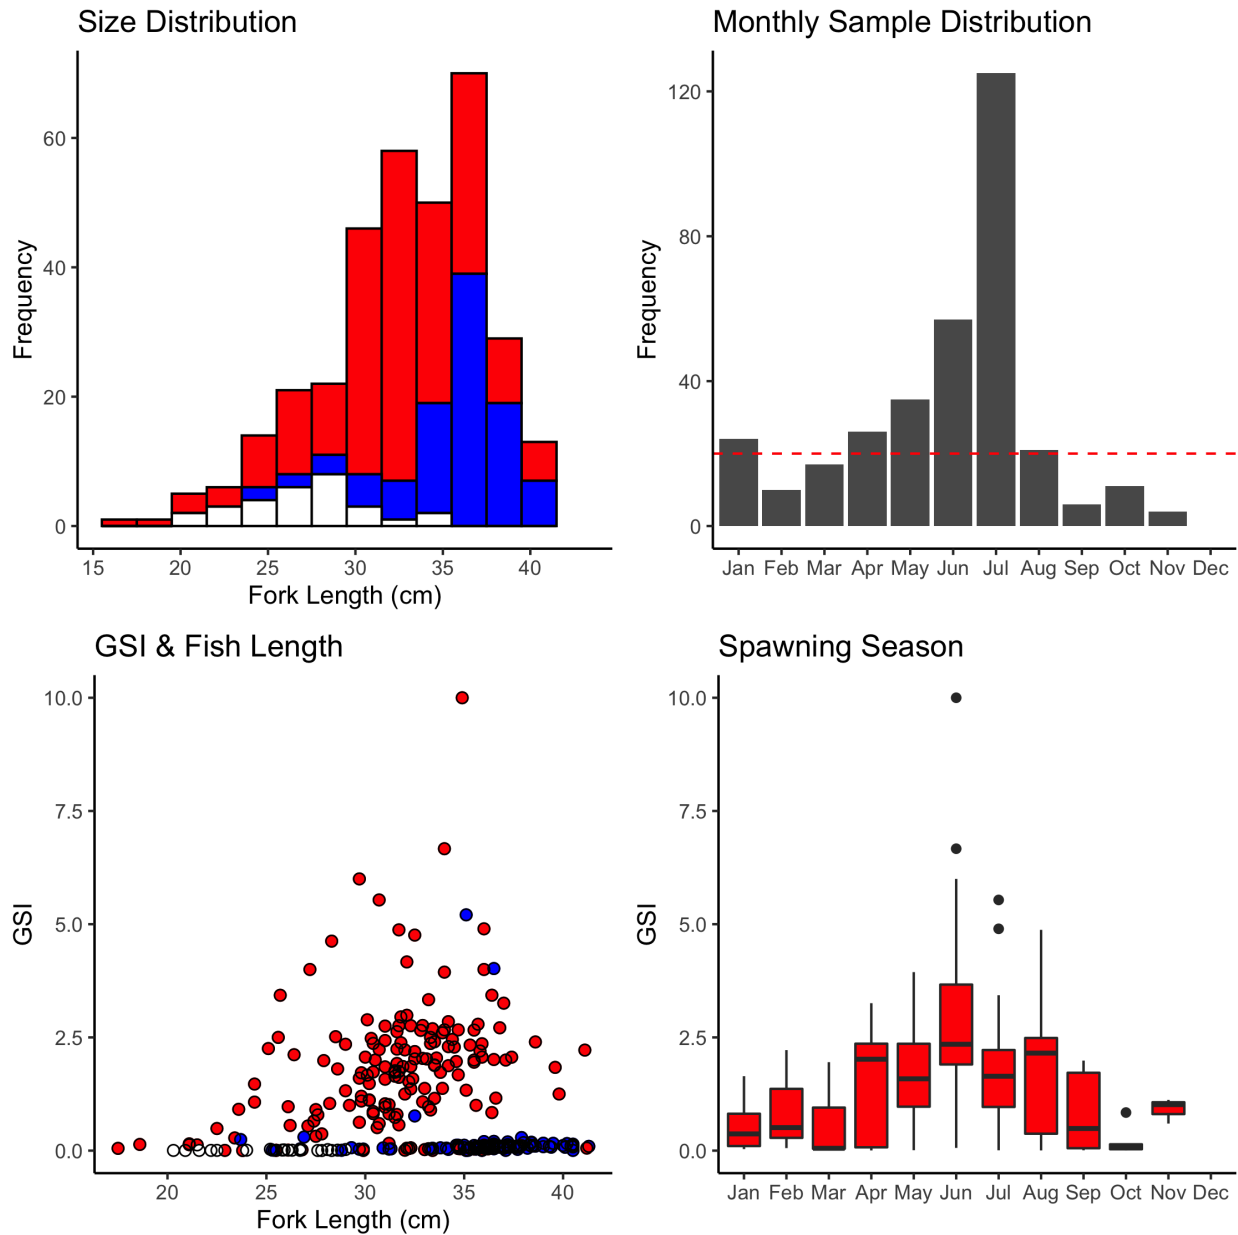 Size Distribution
Frequency
60
40
20
0
15 20 25 30 35 40
Fork Length (cm)
Monthly Sample Distribution
Frequency
120
80
40
0
Jan Feb Mar Apr May Jun Jul Aug Sep Oct Nov Dec
GSI & Fish Length
GSI
10.0
7.5
5.0
2.5
0.0
20 25 30 35 40
Fork Length (cm)
Spawning Season
GSI
10.0
7.5
5.0
2.5
0.0
Jan Feb Mar Apr May Jun Jul Aug Sep Oct Nov Dec